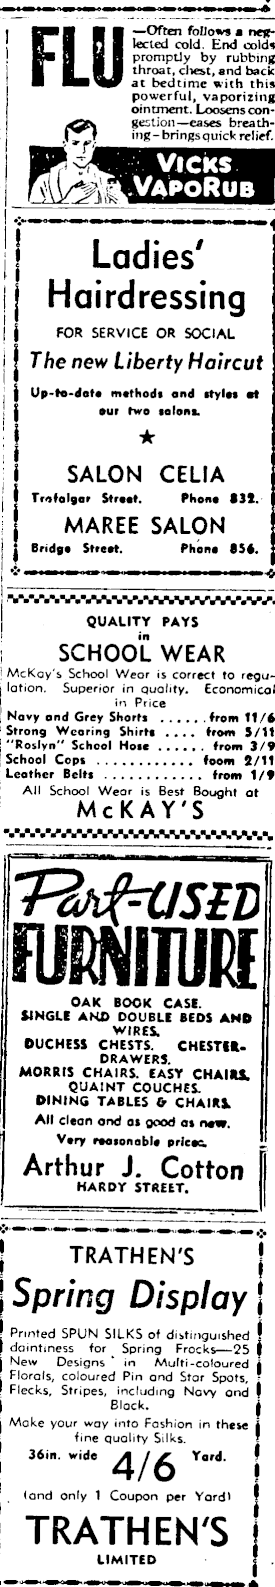 FLU
—Often follows a neg-
lected cold. End colds
promptly by rubbing
throat, chest, and back
at bedtime with this
powerful, vaporizing
ointment. Loosens con-
gestion—eases breath-
ing—brings quick relief.
VICKS
VAPORUB
Ladies'
Hairdressing
FOR SERVICE OR SOCIAL
The new Liberty Haircut
Up-to-date methods and styles at
our two salons.
★
SALON CELIA
Trafalgar Street. Phone 832.
MAREE SALON
Bridge Street. Phone 856.
QUALITY PAYS
in
SCHOOL WEAR
McKay's School Wear is correct to regu-
lation. Superior in quality. Economical
in Price
Navy and Grey Shorts ...... from 11/6
Strong Wearing Shirts .... from 5/11
"Roslyn" School Hose ...... from 3/9
School Caps ............ foom 2/11
Leather Belts ............ from 1/9
All School Wear is Best Bought at
McKAY'S
Part-USED
FURNITURE
OAK BOOK CASE.
SINGLE AND DOUBLE BEDS AND
WIRES.
DUCHESS CHESTS. CHESTER-
DRAWERS.
MORRIS CHAIRS. EASY CHAIRS.
QUAINT COUCHES.
DINING TABLES & CHAIRS.
All clean and as good as new.
Very reasonable prices.
Arthur J. Cotton
HARDY STREET.
TRATHEN'S
Spring Display
Printed SPUN SILKS of distinguished
daintiness for Spring Frocks—25
New Designs in Multi-coloured
Florals, coloured Pin and Star Spots,
Flecks, Stripes, including Navy and
Black.
Make your way into Fashion in these
fine quality Silks.
36in. wide 4/6 Yard.
(and only 1 Coupon per Yard)
TRATHEN'S
LIMITED